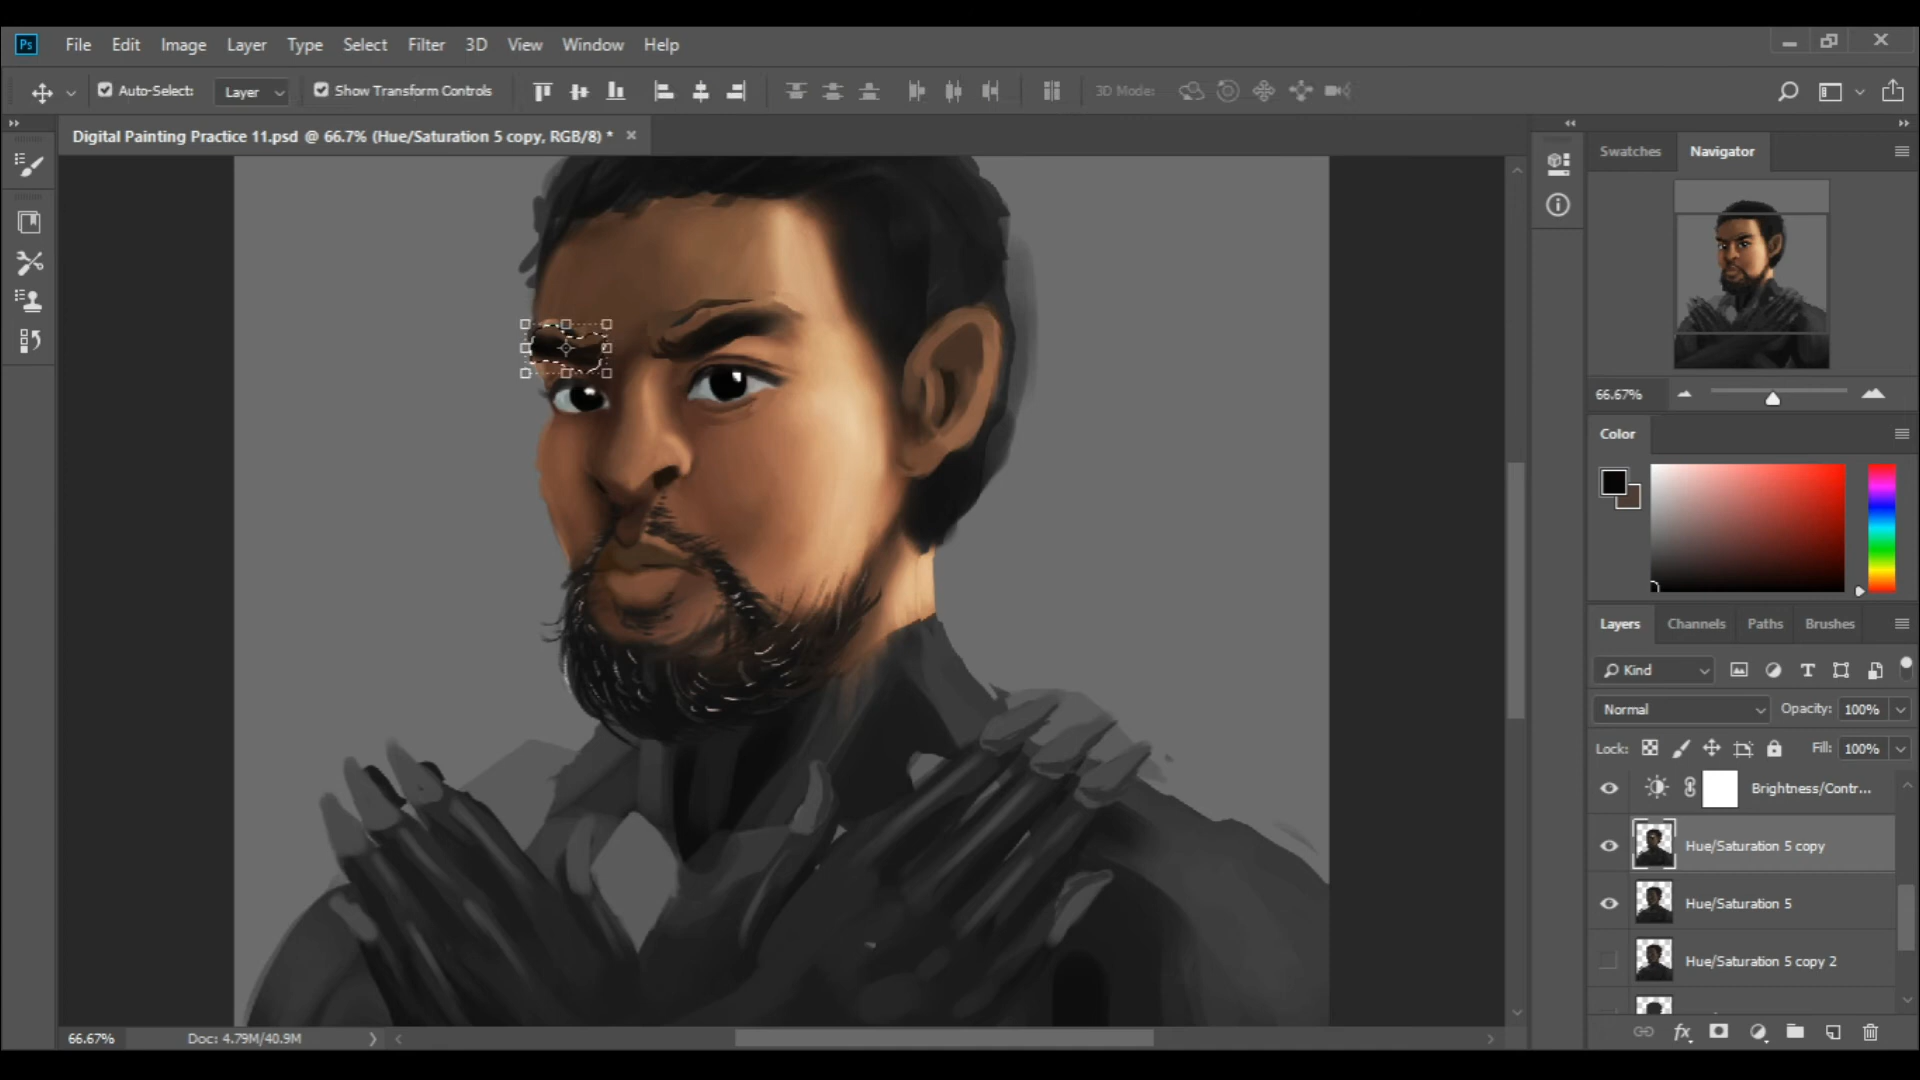 Ps File Edit Image Layer Type Select Filter 3D View Window Help
Auto-Select: Layer Show Transform Controls 3D Mode:
Digital Painting Practice 11.psd @ 66.7% (Hue/Saturation 5 copy, RGB/8) *
Swatches Navigator
66.67%
Color
Layers Channels Paths Brushes
Kind
Normal Opacity: 100%
Lock: Fill: 100%
Brightness/Contr...
Hue/Saturation 5 copy
Hue/Saturation 5
Hue/Saturation 5 copy 2
fx
66.67% Doc: 4.79M/40.9M